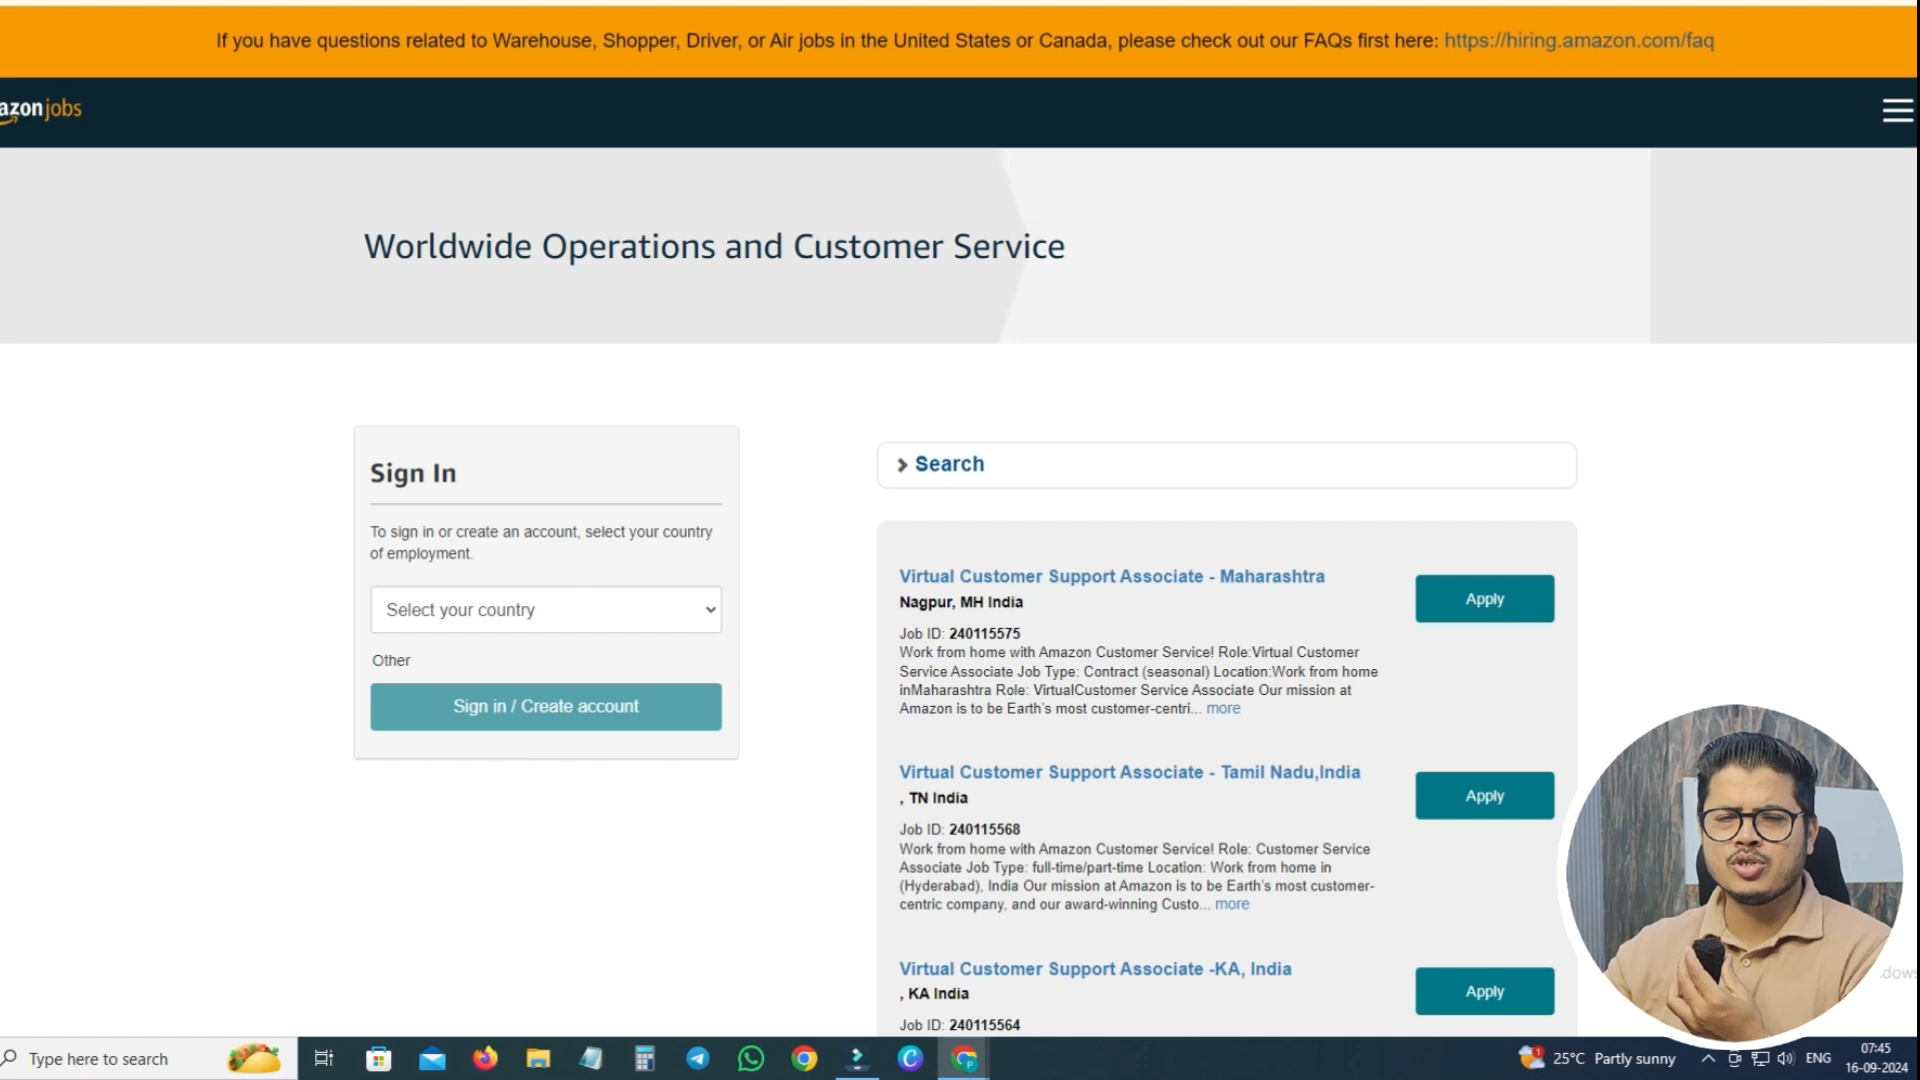 If you have questions related to Warehouse, Shopper, Driver, or Air jobs in the United States or Canada, please check out our FAQs first here: https://hiring.amazon.com/faq
azonjobs
Worldwide Operations and Customer Service
Sign In
To sign in or create an account, select your country
of employment.
Select your country
Other
Sign in / Create account
Search
Virtual Customer Support Associate - Maharashtra
Nagpur, MH India
Job ID: 240115575
Work from home with Amazon Customer Service! Role:Virtual Customer
Service Associate Job Type: Contract (seasonal) Location:Work from home
inMaharashtra Role: VirtualCustomer Service Associate Our mission at
Amazon is to be Earth's most customer-centri... more
Apply
Virtual Customer Support Associate - Tamil Nadu,India
, TN India
Job ID: 240115568
Work from home with Amazon Customer Service! Role: Customer Service
Associate Job Type: full-time/part-time Location: Work from home in
(Hyderabad), India Our mission at Amazon is to be Earth's most customer-
centric company, and our award-winning Custo... more
Apply
Virtual Customer Support Associate -KA, India
, KA India
Job ID: 240115564
Apply
.dows
Type here to search
25°C Partly sunny
ENG
07:45
16-09-2024